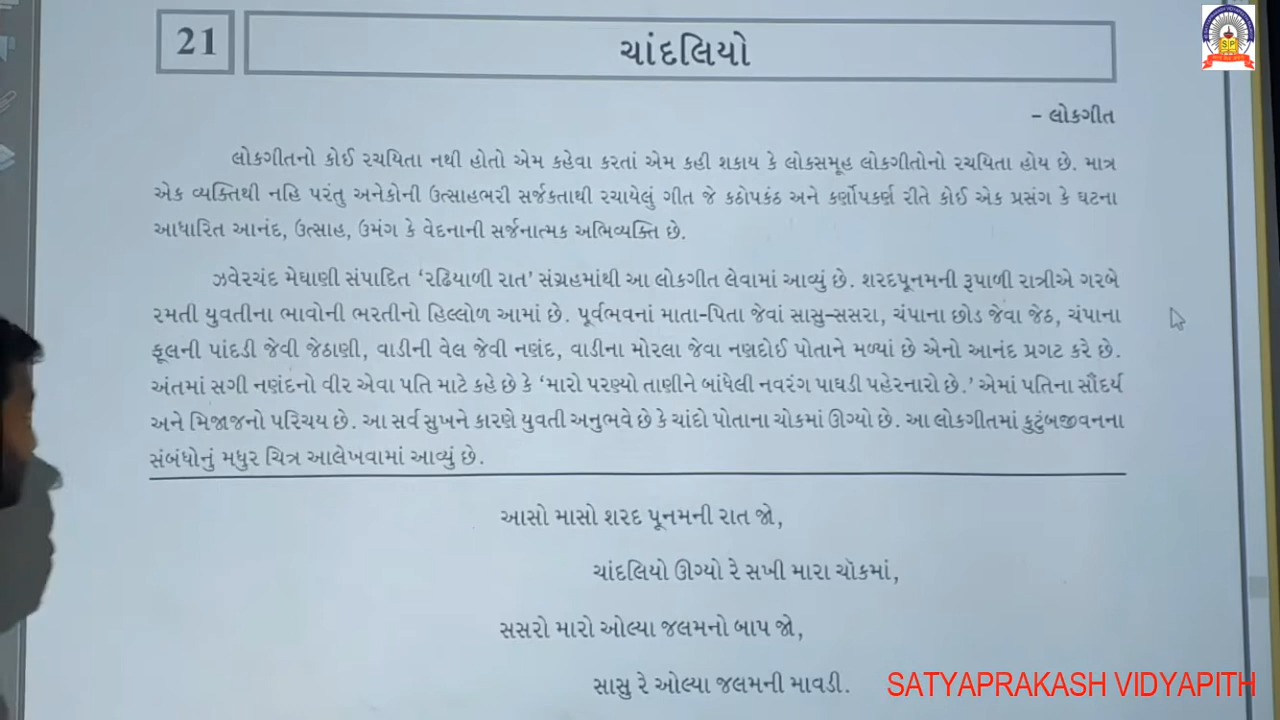 21
ચાંદલિયો
– લોકગીત
લોકગીતનો કોઈ રચયિતા નથી હોતો એમ કહેવા કરતાં એમ કહી શકાય કે લોકસમૂહ લોકગીતોનો રચયિતા હોય છે. માત્ર
એક વ્યક્તિથી નહિ પરંતુ અનેકોની ઉત્સાહભરી સર્જકતાથી રચાયેલું ગીત જે કઠોપકંઠ અને કર્ણોપકર્ણ રીતે કોઈ એક પ્રસંગ કે ઘટના
આધારિત આનંદ, ઉત્સાહ, ઉમંગ કે વેદનાની સર્જનાત્મક અભિવ્યક્તિ છે.
ઝવેરચંદ મેઘાણી સંપાદિત ‘રઢિયાળી રાત’ સંગ્રહમાંથી આ લોકગીત લેવામાં આવ્યું છે. શરદપૂનમની રૂપાળી રાત્રીએ ગરબે
રમતી યુવતીના ભાવોની ભરતીનો હિલ્લોળ આમાં છે. પૂર્વભવનાં માતા-પિતા જેવાં સાસુ-સસરા, ચંપાના છોડ જેવા જેઠ, ચંપાના
ફૂલની પાંદડી જેવી જેઠાણી, વાડીની વેલ જેવી નણંદ, વાડીના મોરલા જેવા નણદોઈ પોતાને મળ્યાં છે એનો આનંદ પ્રગટ કરે છે.
અંતમાં સગી નણંદનો વીર એવા પતિ માટે કહે છે કે ‘મારો પરણ્યો તાણીને બાંધેલી નવરંગ પાઘડી પહેરનારો છે.’ એમાં પતિના સૌંદર્ય
અને મિજાજનો પરિચય છે. આ સર્વ સુખને કારણે યુવતી અનુભવે છે કે ચાંદો પોતાના ચોકમાં ઊગ્યો છે. આ લોકગીતમાં કુટુંબજીવનના
સંબંધોનું મધુર ચિત્ર આલેખવામાં આવ્યું છે.
આસો માસો શરદ પૂનમની રાત જો,
ચાંદલિયો ઊગ્યો રે સખી મારા ચૉકમાં,
સસરો મારો ઓલ્યા જલમનો બાપ જો,
સાસુ રે ઓલ્યા જલમની માવડી.
SATYAPRAKASH VIDYAPITH